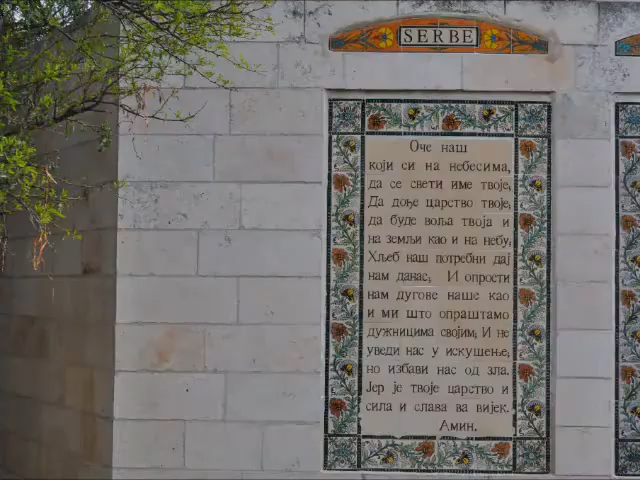 SERBE
Оче наш
који си на небесима,
да се свети име твоје,
Да дође царство твоје,
да буде воља твоја и
на земљи као и на небу,
Хљеб наш потребни дај
нам данас, И опрости
нам дугове наше као
и ми што опраштамо
дужницима својим, И не
уведи нас у искушење,
но избави нас од зла.
Јер је твоје царство и
сила и слава ва вијек.
Амин.